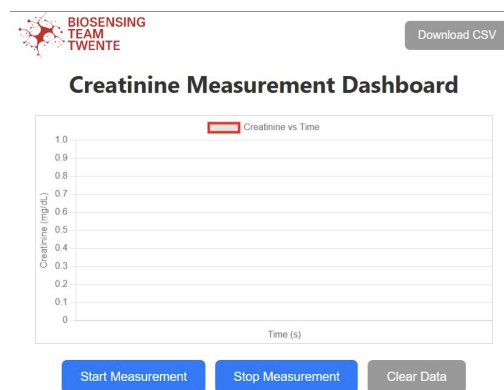 BIOSENSING
TEAM
TWENTE
Download CSV
Creatinine Measurement Dashboard
Creatinine vs Time
1.0
0.9
0.8
0.7
0.6
0.5
0.4
0.3
0.2
0.1
0
Creatinine (mg/dL)
Time (s)
Start Measurement
Stop Measurement
Clear Data